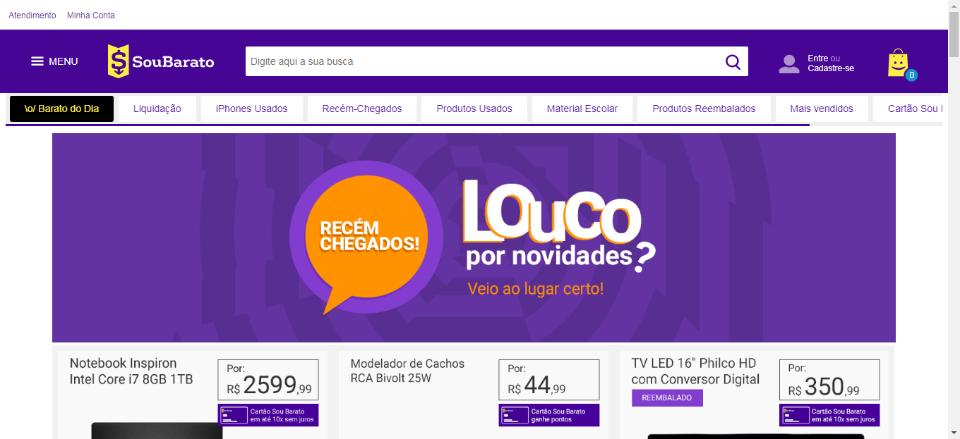 Atendimento Minha Conta
MENU SouBarato Digite aqui a sua busca Entre ou
Cadastre-se
0
\o/ Barato do Dia Liquidação iPhones Usados Recém-Chegados Produtos Usados Material Escolar Produtos Reembalados Mais vendidos Cartão Sou
RECÉM
CHEGADOS!
LOUCO
por novidades?
Veio ao lugar certo!
Notebook Inspiron
Intel Core i7 8GB 1TB
Por:
R$ 2599,99
Cartão Sou Barato
em até 10x sem juros
Modelador de Cachos
RCA Bivolt 25W
Por:
R$ 44,99
Cartão Sou Barato
ganhe pontos
TV LED 16" Philco HD
com Conversor Digital
REEMBALADO
Por:
R$ 350,99
Cartão Sou Barato
em até 10x sem juros